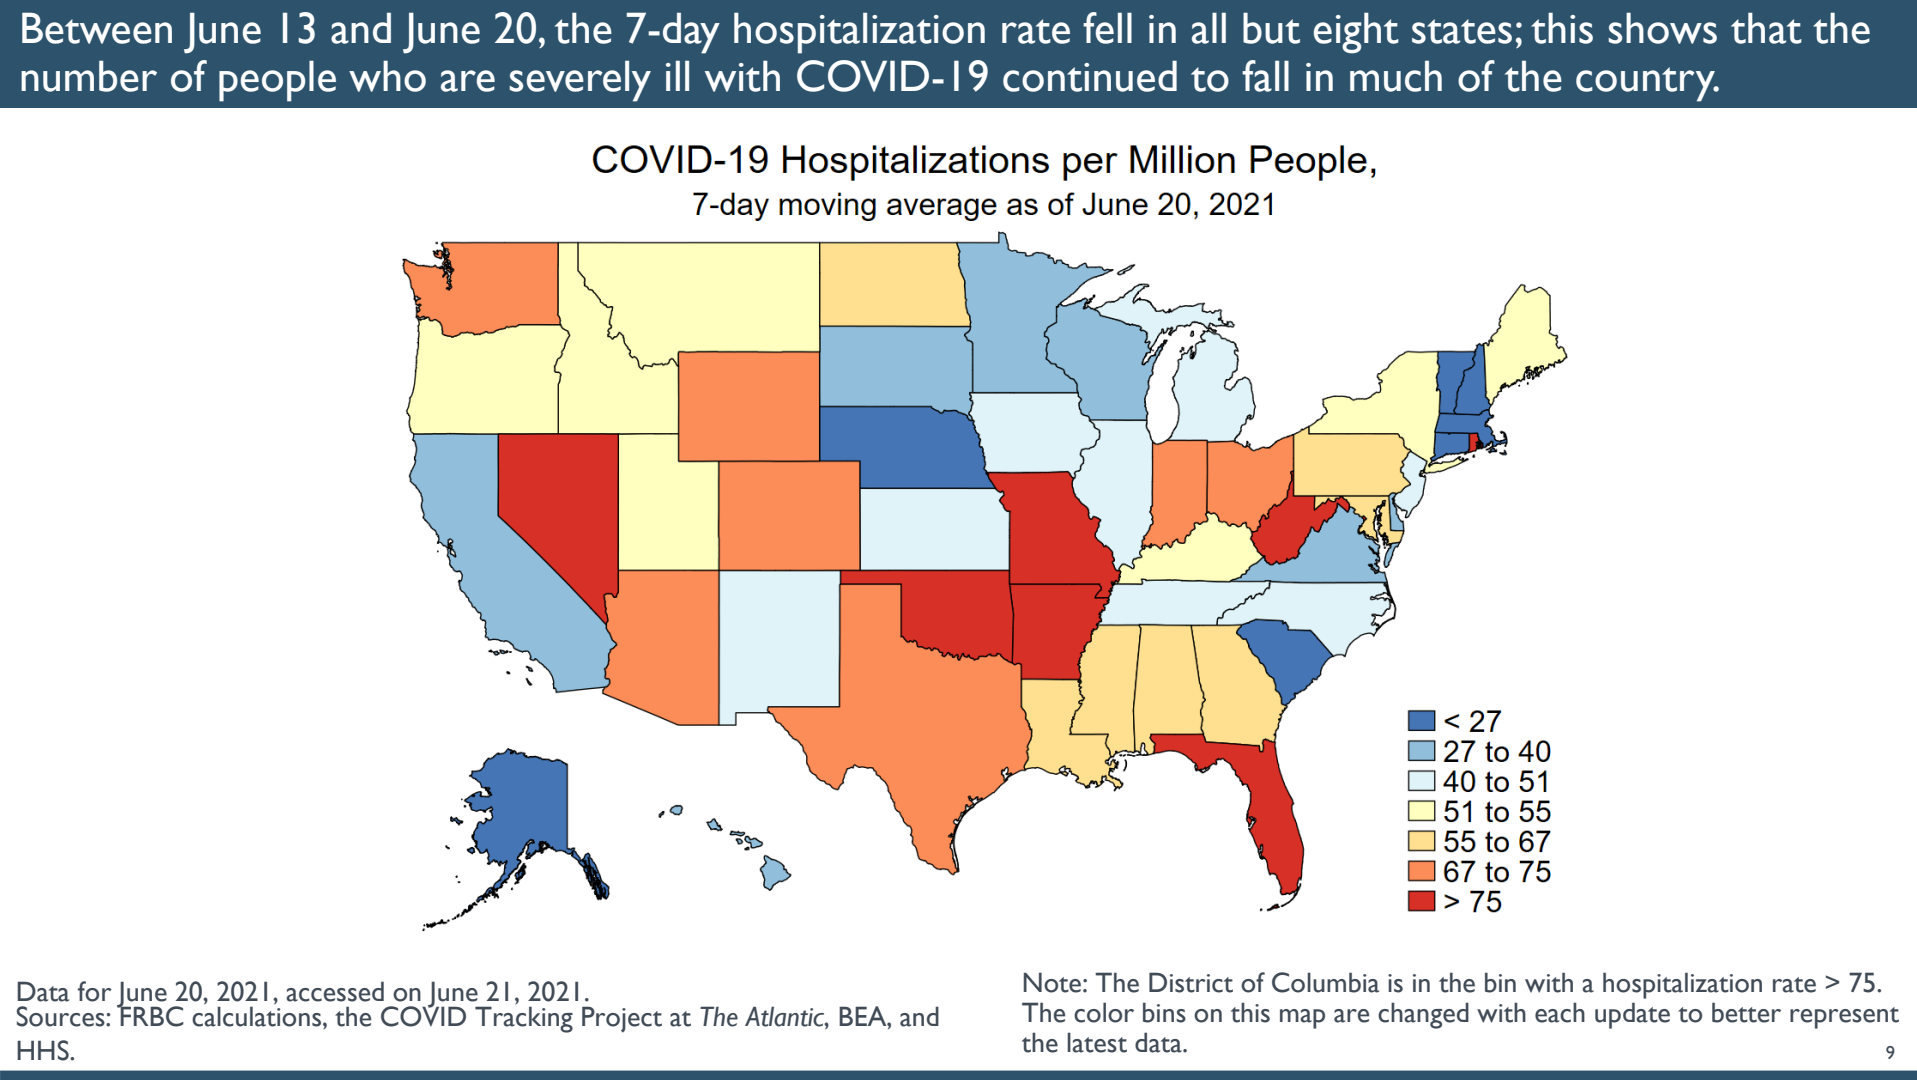 Between June 13 and June 20, the 7-day hospitalization rate fell in all but eight states; this shows that the
number of people who are severely ill with COVID-19 continued to fall in much of the country.
COVID-19 Hospitalizations per Million People,
7-day moving average as of June 20, 2021
< 27
27 to 40
40 to 51
51 to 55
55 to 67
67 to 75
> 75
Data for June 20, 2021, accessed on June 21, 2021.
Sources: FRBC calculations, the COVID Tracking Project at The Atlantic, BEA, and
HHS.
Note: The District of Columbia is in the bin with a hospitalization rate > 75.
The color bins on this map are changed with each update to better represent
the latest data.
9